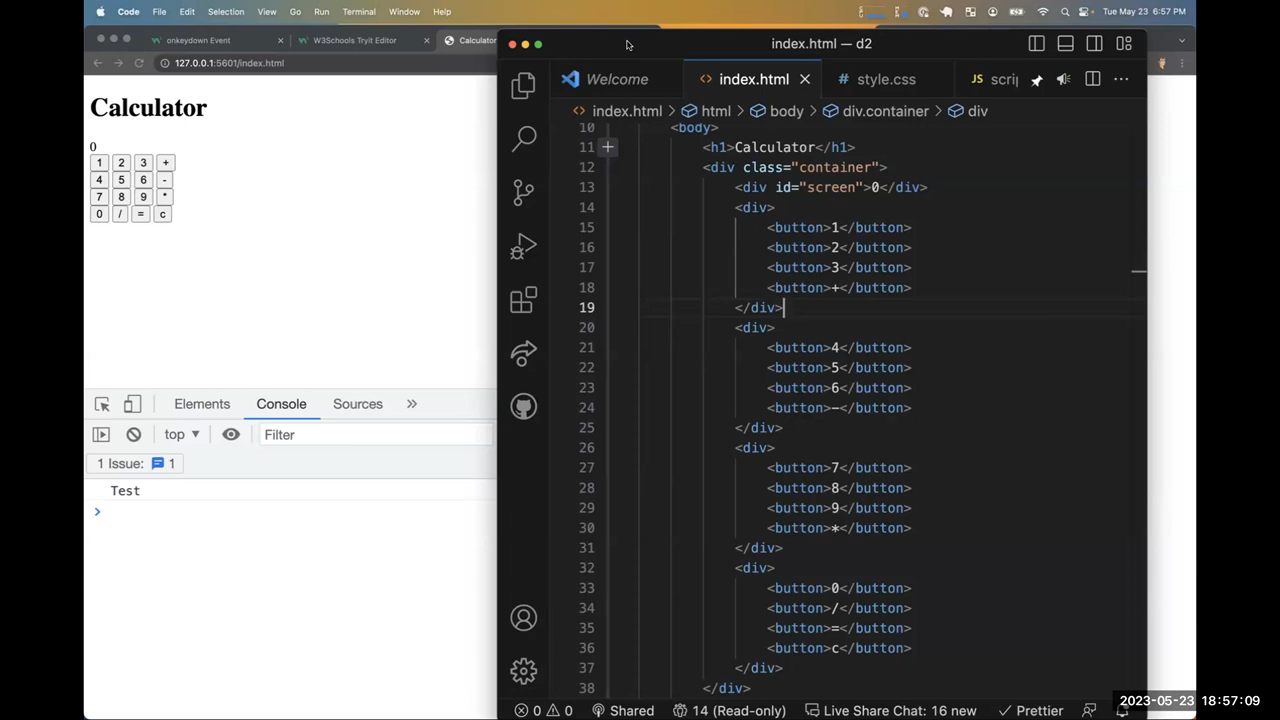 Code File Edit Selection View Go Run Terminal Window Help Tue May 23 6:57 PM
onkeydown Event W3Schools Tryit Editor Calculator
127.0.0.1:5601/index.html
Calculator
0
1 2 3 +
4 5 6 -
7 8 9 *
0 / = c
Elements Console Sources »
top Filter
1 Issue: 1
Test
index.html — d2
Welcome index.html style.css JS scri
index.html > html > body > div.container > div
10 <body>
11 <h1>Calculator</h1>
12 <div class="container">
13 <div id="screen">0</div>
14 <div>
15 <button>1</button>
16 <button>2</button>
17 <button>3</button>
18 <button>+</button>
19 </div>
20 <div>
21 <button>4</button>
22 <button>5</button>
23 <button>6</button>
24 <button>-</button>
25 </div>
26 <div>
27 <button>7</button>
28 <button>8</button>
29 <button>9</button>
30 <button>*</button>
31 </div>
32 <div>
33 <button>0</button>
34 <button>/</button>
35 <button>=</button>
36 <button>c</button>
37 </div>
38 </div>
0 0 Shared 14 (Read-only) Live Share Chat: 16 new Prettier
2023-05-23 18:57:09